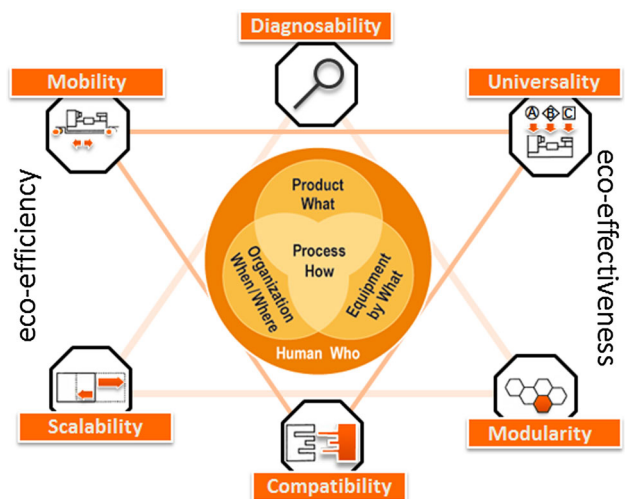 Diagnosability
Mobility
Universality
A B C
eco-efficiency
eco-effectiveness
Product
What
Process
How
Organization
When/Where
Equipment
by What
Human Who
Scalability
Modularity
Compatibility